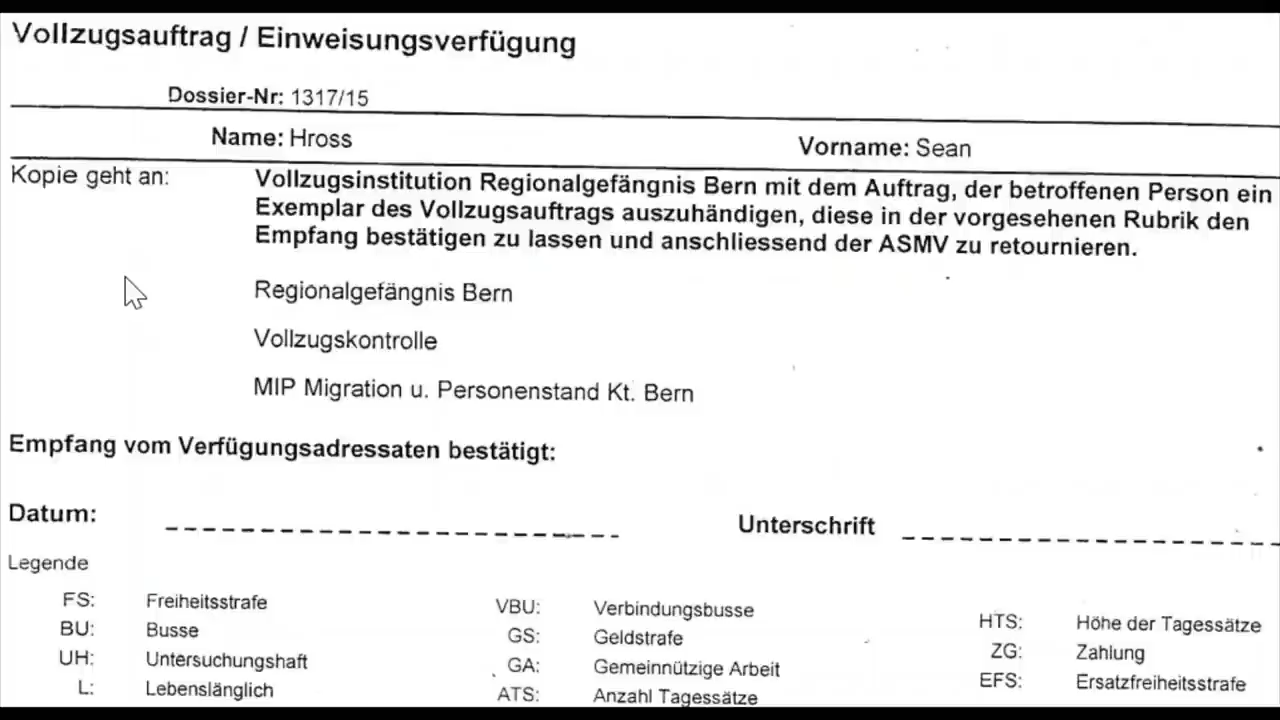 Vollzugsauftrag / Einweisungsverfügung
Dossier-Nr: 1317/15
Name: Hross Vorname: Sean
Kopie geht an: Vollzugsinstitution Regionalgefängnis Bern mit dem Auftrag, der betroffenen Person ein
Exemplar des Vollzugsauftrags auszuhändigen, diese in der vorgesehenen Rubrik den
Empfang bestätigen zu lassen und anschliessend der ASMV zu retournieren.
Regionalgefängnis Bern
Vollzugskontrolle
MIP Migration u. Personenstand Kt. Bern
Empfang vom Verfügungsadressaten bestätigt:
Datum: Unterschrift
Legende
FS: Freiheitsstrafe VBU: Verbindungsbusse HTS: Höhe der Tagessätze
BU: Busse GS: Geldstrafe ZG: Zahlung
UH: Untersuchungshaft GA: Gemeinnützige Arbeit EFS: Ersatzfreiheitsstrafe
L: Lebenslänglich ATS: Anzahl Tagessätze